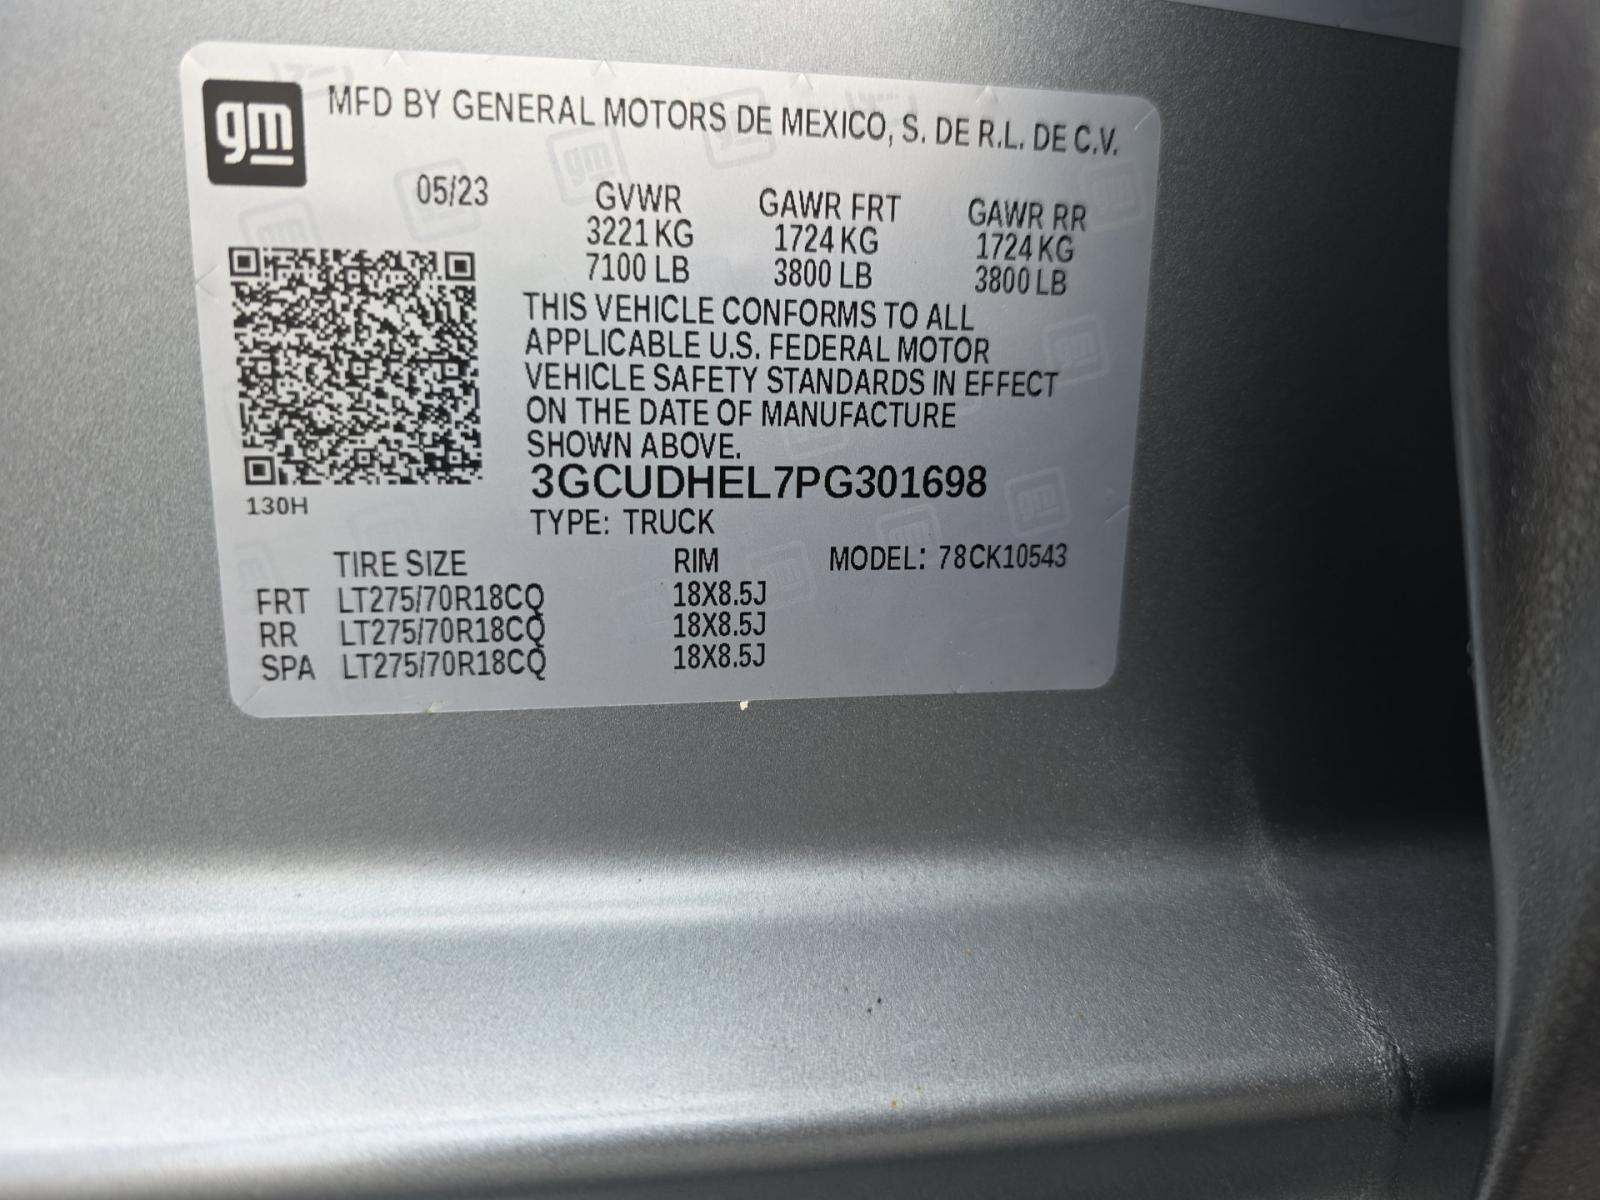 gm MFD BY GENERAL MOTORS DE MEXICO, S. DE R.L. DE C.V.
05/23 GVWR GAWR FRT GAWR RR
3221 KG 1724 KG 1724 KG
7100 LB 3800 LB 3800 LB
THIS VEHICLE CONFORMS TO ALL
APPLICABLE U.S. FEDERAL MOTOR
VEHICLE SAFETY STANDARDS IN EFFECT
ON THE DATE OF MANUFACTURE
SHOWN ABOVE.
3GCUDHEL7PG301698
130H
TYPE: TRUCK
TIRE SIZE RIM MODEL: 78CK10543
FRT LT275/70R18CQ 18X8.5J
RR LT275/70R18CQ 18X8.5J
SPA LT275/70R18CQ 18X8.5J